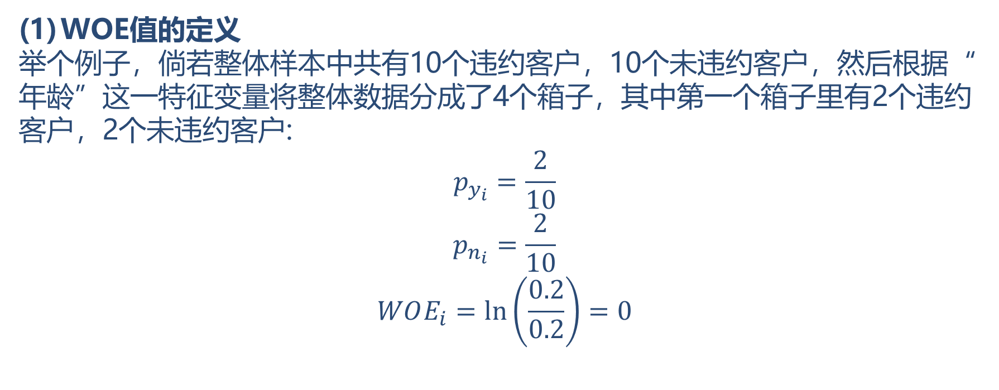 (1) WOE值的定义
举个例子，倘若整体样本中共有10个违约客户，10个未违约客户，然后根据“
年龄”这一特征变量将整体数据分成了4个箱子，其中第一个箱子里有2个违约
客户，2个未违约客户:
p_{y_i} = \frac{2}{10}
p_{n_i} = \frac{2}{10}
WOE_i = \ln\left(\frac{0.2}{0.2}\right) = 0